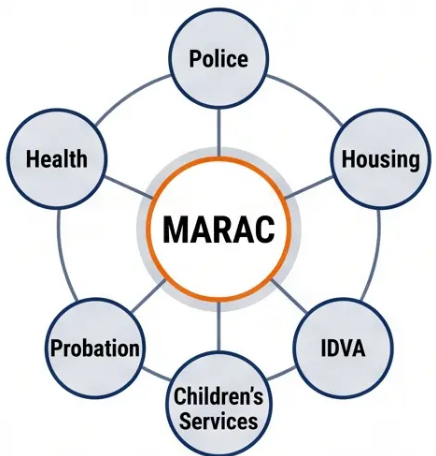 Police
Health
Housing
MARAC
Probation
IDVA
Children's
Services